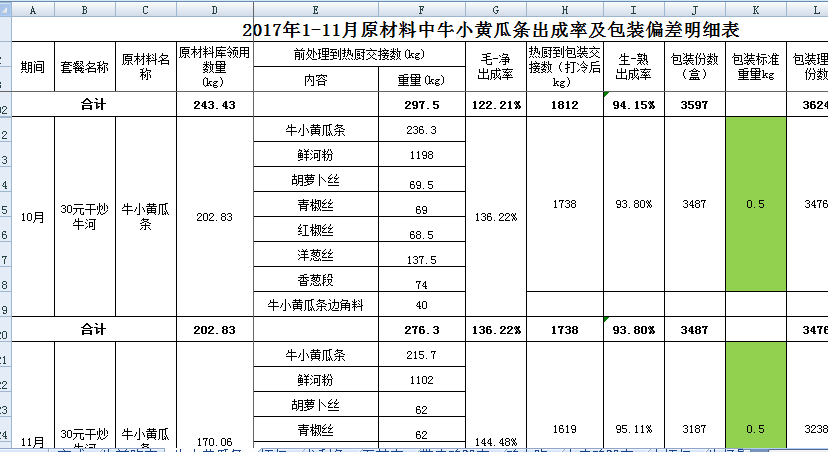 A B C D E F G H I J K L
2017年1-11月原材料中牛小黄瓜条出成率及包装偏差明细表
期间 套餐名称 原材料名称 原材料库领用数量(kg) 前处理到热厨交接数(kg) 毛-净出成率 热厨到包装交接数(打冷后kg) 生-熟出成率 包装份数(盒) 包装标准重量kg 包装理份数
内容 重量(kg)
合计 243.43 297.5 122.21% 1812 94.15% 3597 3624
牛小黄瓜条 236.3
鲜河粉 1198
胡萝卜丝 69.5
10月 30元干炒牛河 牛小黄瓜条 202.83 青椒丝 69 136.22% 1738 93.80% 3487 0.5 3476
红椒丝 68.5
洋葱丝 137.5
香葱段 74
牛小黄瓜条边角料 40
合计 202.83 276.3 136.22% 1738 93.80% 3487 3476
牛小黄瓜条 215.7
鲜河粉 1102
胡萝卜丝 62
11月 30元干炒 牛小黄瓜条 170.06 青椒丝 62 144.48% 1619 95.11% 3187 0.5 3238